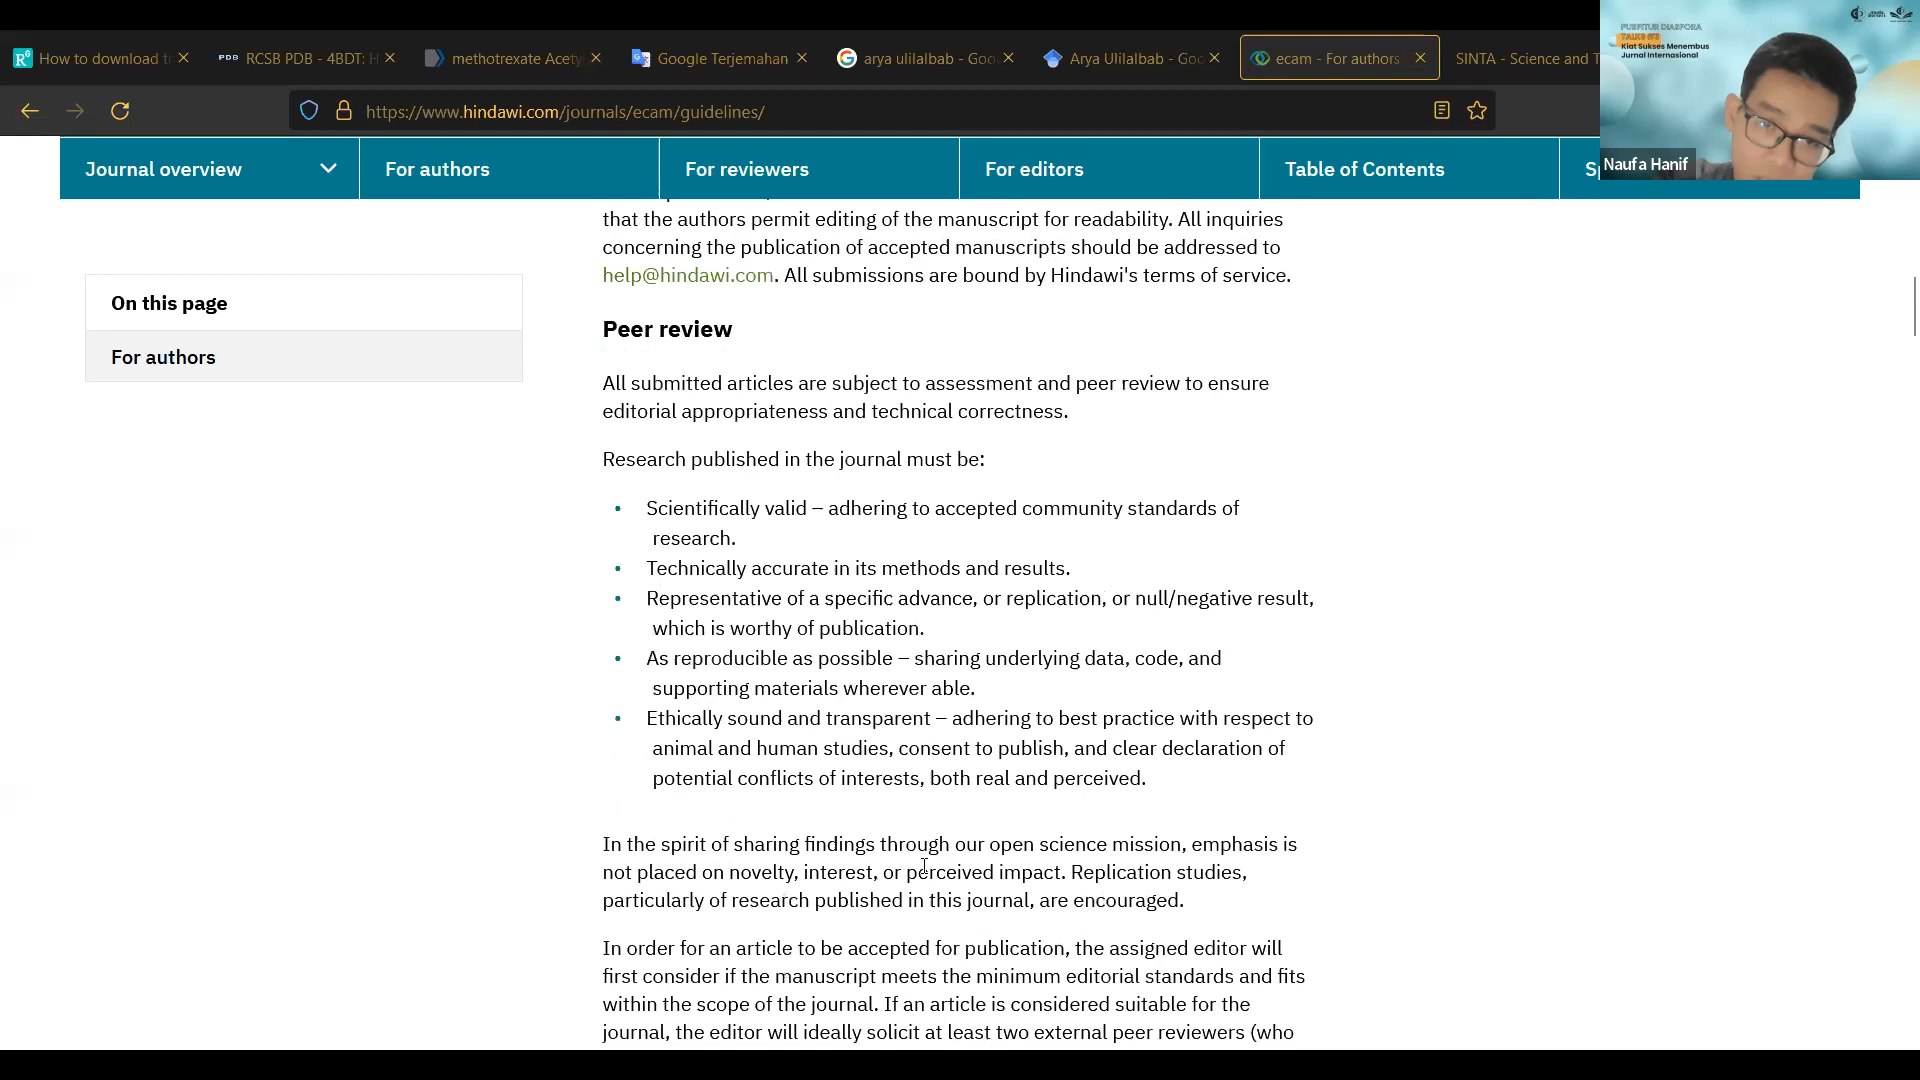 PUSPITUR DIASPORA
TALKS #3
Kiat Sukses Menembus
Jurnal Internasional
Naufa Hanif
How to download t
PDB RCSB PDB - 4BDT: H
methotrexate Acety
Google Terjemahan
arya ulilalbab - Goo
Arya Ulilalbab - Goo
ecam - For authors
SINTA - Science and T
https://www.hindawi.com/journals/ecam/guidelines/
Journal overview
For authors
For reviewers
For editors
Table of Contents
On this page
For authors
that the authors permit editing of the manuscript for readability. All inquiries
concerning the publication of accepted manuscripts should be addressed to
help@hindawi.com. All submissions are bound by Hindawi's terms of service.
Peer review
All submitted articles are subject to assessment and peer review to ensure
editorial appropriateness and technical correctness.
Research published in the journal must be:
• Scientifically valid – adhering to accepted community standards of
research.
• Technically accurate in its methods and results.
• Representative of a specific advance, or replication, or null/negative result,
which is worthy of publication.
• As reproducible as possible – sharing underlying data, code, and
supporting materials wherever able.
• Ethically sound and transparent – adhering to best practice with respect to
animal and human studies, consent to publish, and clear declaration of
potential conflicts of interests, both real and perceived.
In the spirit of sharing findings through our open science mission, emphasis is
not placed on novelty, interest, or perceived impact. Replication studies,
particularly of research published in this journal, are encouraged.
In order for an article to be accepted for publication, the assigned editor will
first consider if the manuscript meets the minimum editorial standards and fits
within the scope of the journal. If an article is considered suitable for the
journal, the editor will ideally solicit at least two external peer reviewers (who